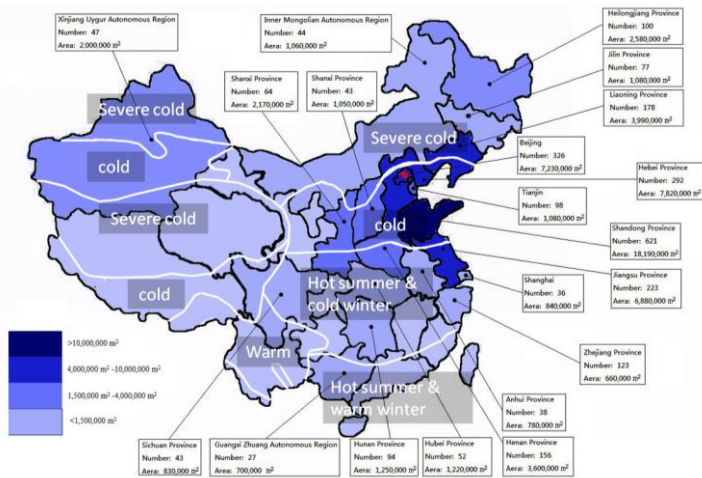 Xinjiang Uygur Autonomous Region
Number: 47
Area: 2,000,000 m²
Inner Mongolian Autonomous Region
Number: 44
Aera: 1,060,000 m²
Heilongjiang Province
Number: 100
Aera: 2,580,000 m²
Jilin Province
Number: 77
Aera: 1,080,000 m²
Shanxi Province
Number: 64
Aera: 2,170,000 m²
Shanxi Province
Number: 43
Aera: 1,050,000 m²
Liaoning Province
Number: 178
Aera: 3,990,000 m²
Severe cold
Severe cold
cold
Beijing
Number: 326
Aera: 7,230,000 m²
Hebei Province
Number: 292
Aera: 7,820,000 m²
Tianjin
Number: 98
Aera: 1,080,000 m²
Severe cold
cold
Shandong Province
Number: 621
Aera: 18,190,000 m²
cold
Hot summer &
cold winter
Shanghai
Number: 36
Aera: 840,000 m²
Jiangsu Province
Number: 223
Aera: 6,880,000 m²
>10,000,000 m²
4,000,000 m² -10,000,000 m²
1,500,000 m² -4,000,000 m²
<1,500,000 m²
Warm
Hot summer &
warm winter
Zhejiang Province
Number: 123
Aera: 660,000 m²
Anhui Province
Number: 38
Aera: 780,000 m²
Sichuan Province
Number: 43
Aera: 830,000 m²
Guangxi Zhuang Autonomous Region
Number: 27
Aera: 700,000 m²
Hunan Province
Number: 94
Aera: 1,250,000 m²
Hubei Province
Number: 52
Aera: 1,220,000 m²
Henan Province
Number: 156
Aera: 3,600,000 m²